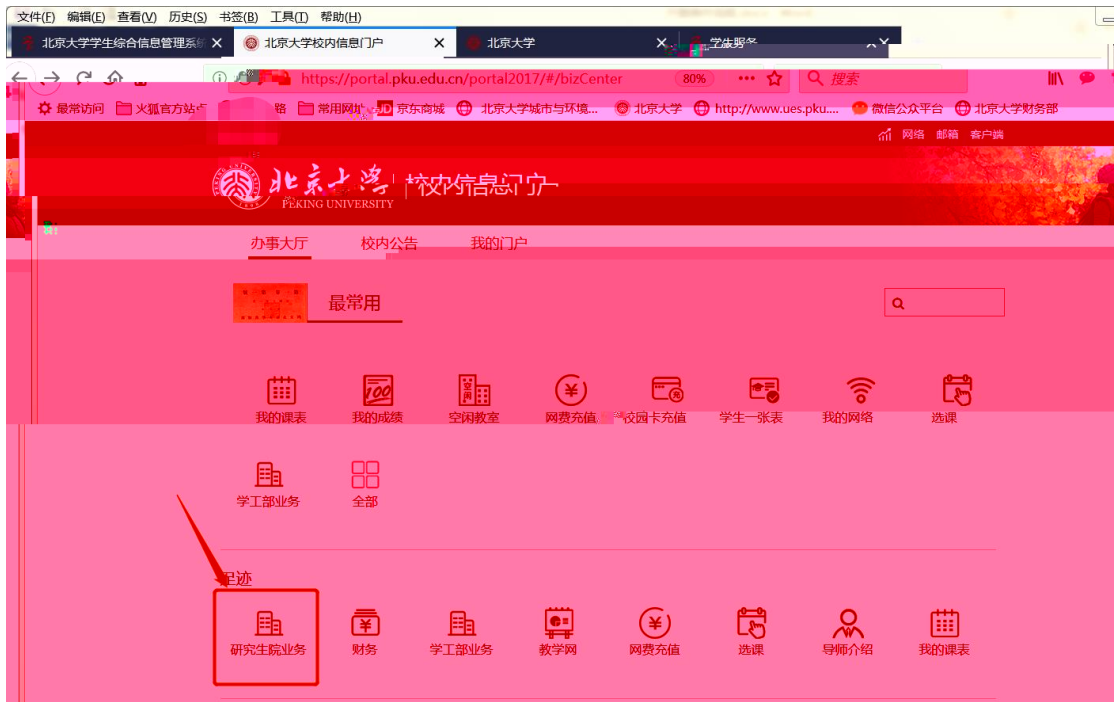 文件(F) 编辑(E) 查看(V) 历史(S) 书签(B) 工具(T) 帮助(H)
北京大学学生综合信息管理系统 北京大学校内信息门户 北京大学
https://portal.pku.edu.cn/portal2017/#/bizCenter 80% 搜索
最常访问 火狐官方站点 常用网址 JD 京东商城 北京大学城市与环境... 北京大学 http://www.ues.pku.... 微信公众平台 北京大学财务部
网络 邮箱 客户端
北京大学 校内信息门户
PEKING UNIVERSITY
办事大厅 校内公告 我的门户
最常用
100 空闲
我的课表 我的成绩 空闲教室 网费充值 校园卡充值 学生一张表 我的网络 选课
学工部业务 全部
足迹
研究生院业务 财务 学工部业务 教学网 网费充值 选课 导师介绍 我的课表